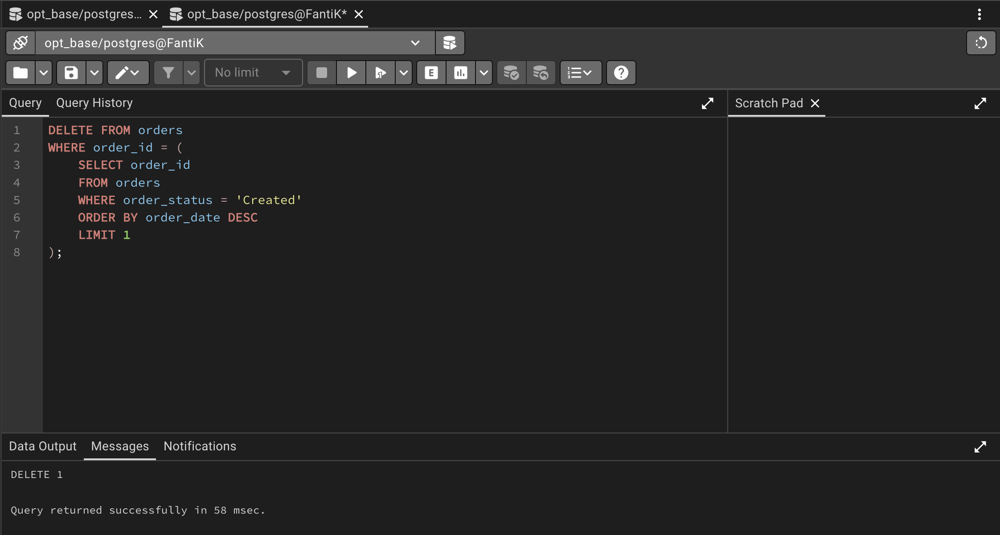 opt_base/postgres... opt_base/postgres@FantiK*
opt_base/postgres@FantiK
No limit E
Query Query History Scratch Pad
1 DELETE FROM orders
2 WHERE order_id = (
3 SELECT order_id
4 FROM orders
5 WHERE order_status = 'Created'
6 ORDER BY order_date DESC
7 LIMIT 1
8 );
Data Output Messages Notifications
DELETE 1
Query returned successfully in 58 msec.